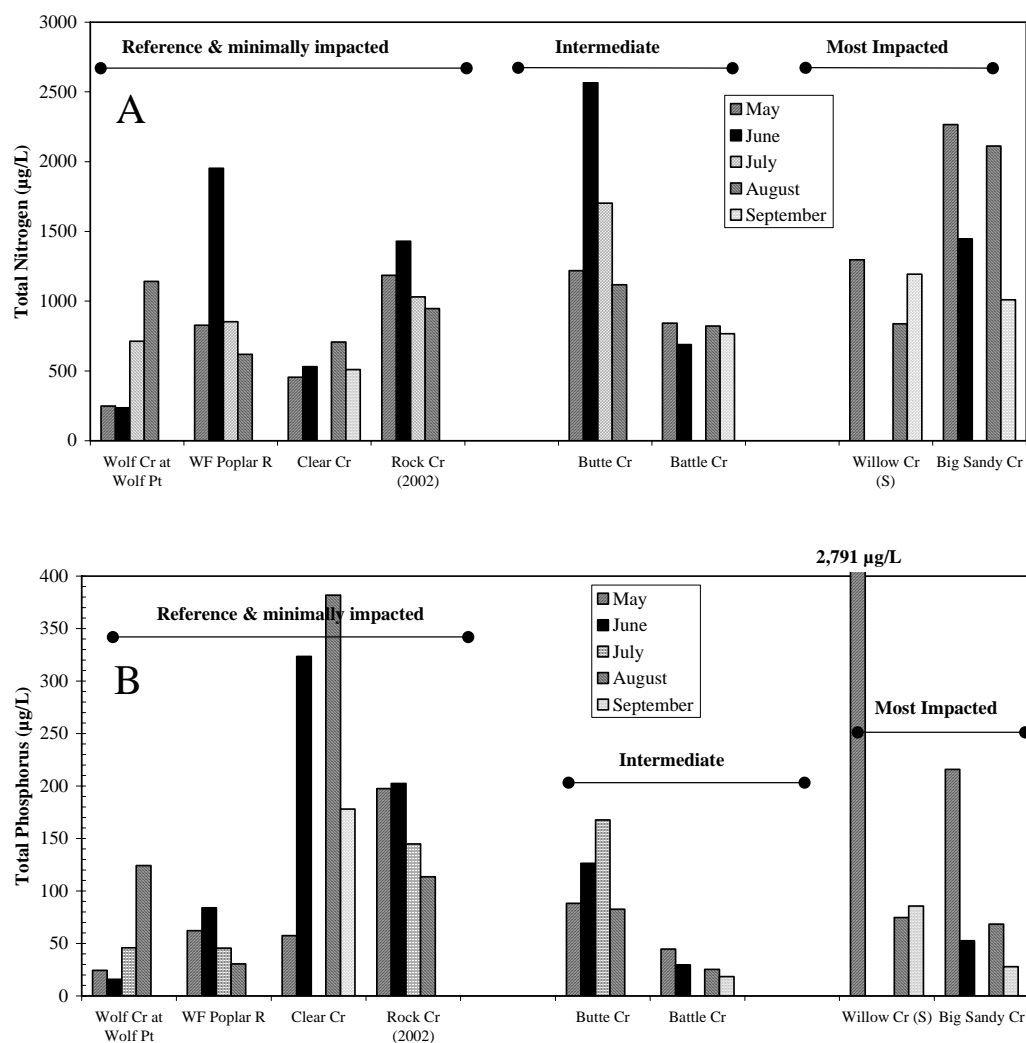 3000
2500
2000
1500
1000
500
0
Total Nitrogen (µg/L)
A
Reference & minimally impacted
Intermediate
Most Impacted
May
June
July
August
September
Wolf Cr at
Wolf Pt
WF Poplar R
Clear Cr
Rock Cr
(2002)
Butte Cr
Battle Cr
Willow Cr
(S)
Big Sandy Cr
2,791 µg/L
400
350
300
250
200
150
100
50
0
Total Phosphorus (µg/L)
B
Reference & minimally impacted
Intermediate
Most Impacted
May
June
July
August
September
Wolf Cr at
Wolf Pt
WF Poplar R
Clear Cr
Rock Cr
(2002)
Butte Cr
Battle Cr
Willow Cr (S)
Big Sandy Cr